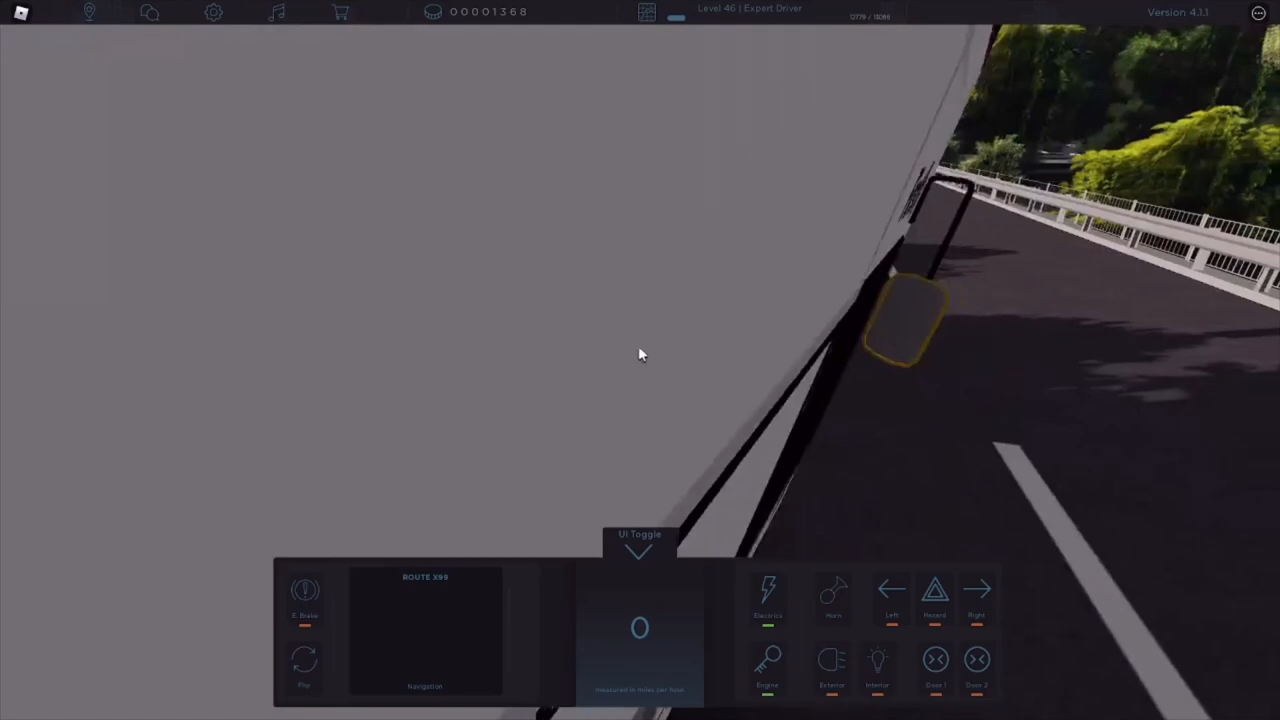 00001368
Level 46 | Expert Driver
Version 4.1.1
UI Toggle
ROUTE X99
Navigation
E. Brake
Flip
0
measured in miles per hour
Electrics
Horn
Left
Hazard
Right
Engine
Exterior
Interior
Door 1
Door 2